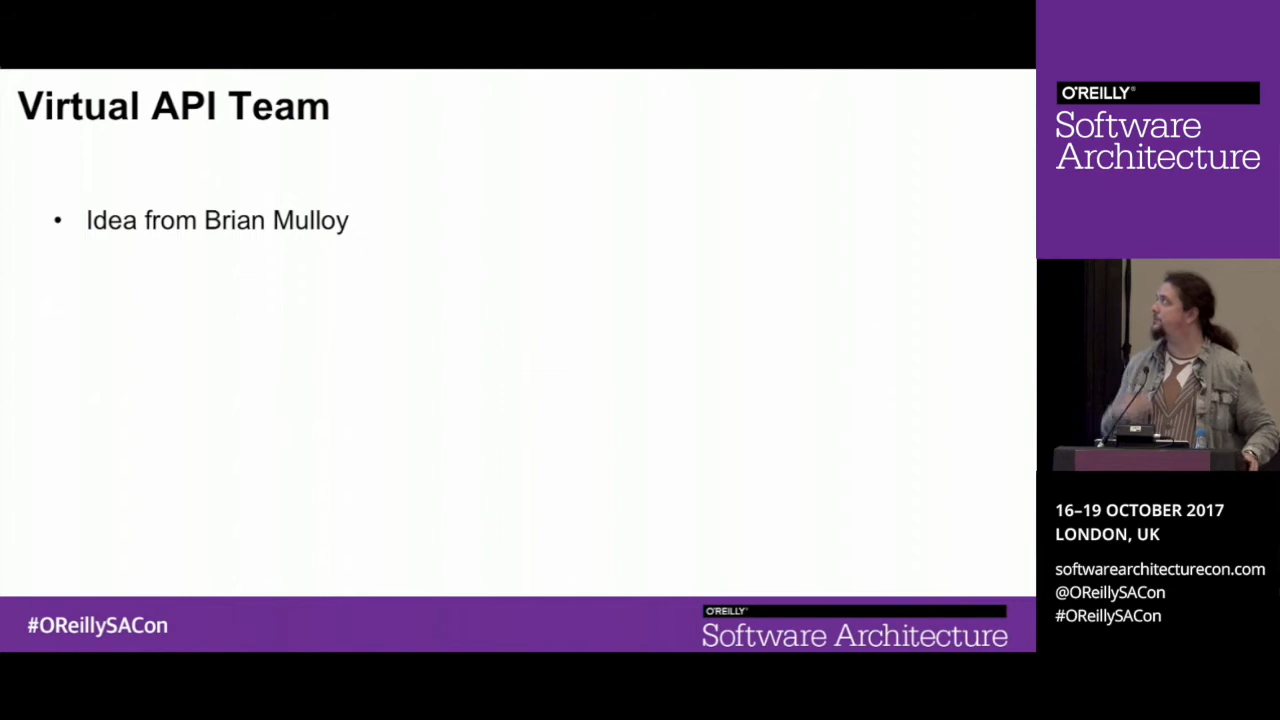 Virtual API Team
• Idea from Brian Mulloy
#OReillySACon
O'REILLY®
Software Architecture
O'REILLY®
Software
Architecture
16–19 OCTOBER 2017
LONDON, UK
softwarearchitecturecon.com
@OReillySACon
#OReillySACon